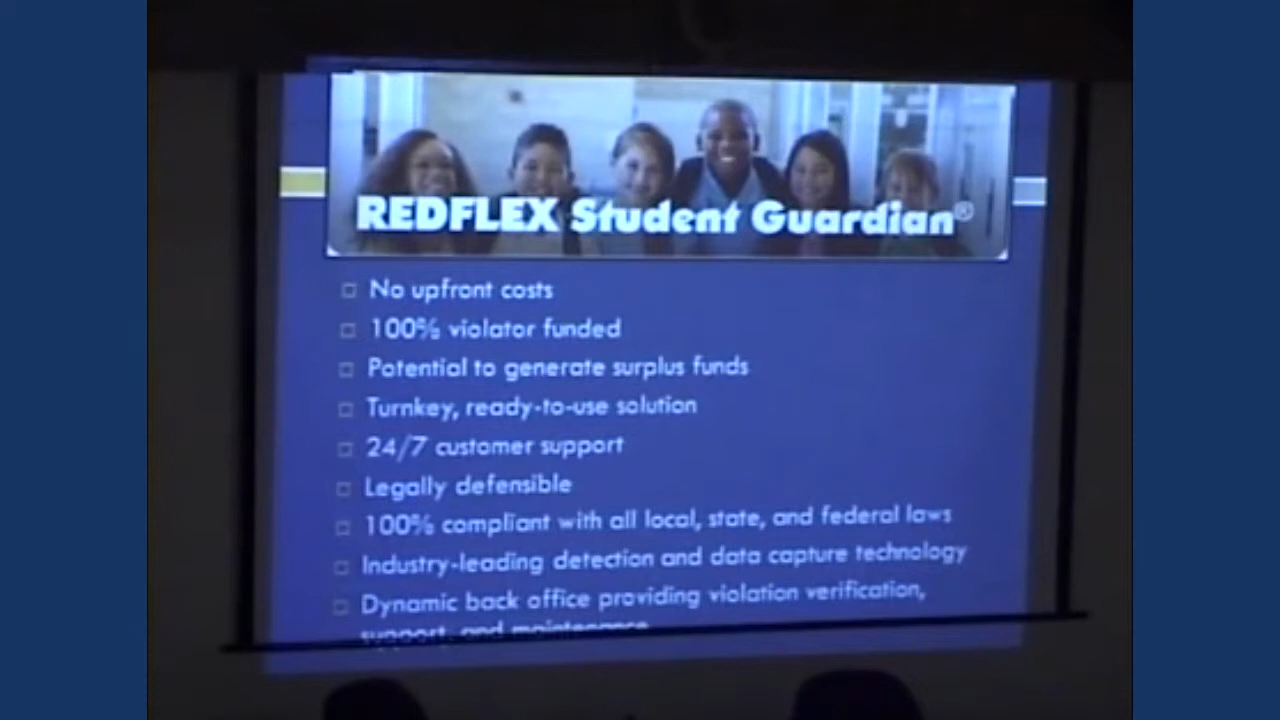 REDFLEX Student Guardian®
No upfront costs
100% violator funded
Potential to generate surplus funds
Turnkey, ready-to-use solution
24/7 customer support
Legally defensible
100% compliant with all local, state, and federal laws
Industry-leading detection and data capture technology
Dynamic back office providing violation verification,
support, and maintenance